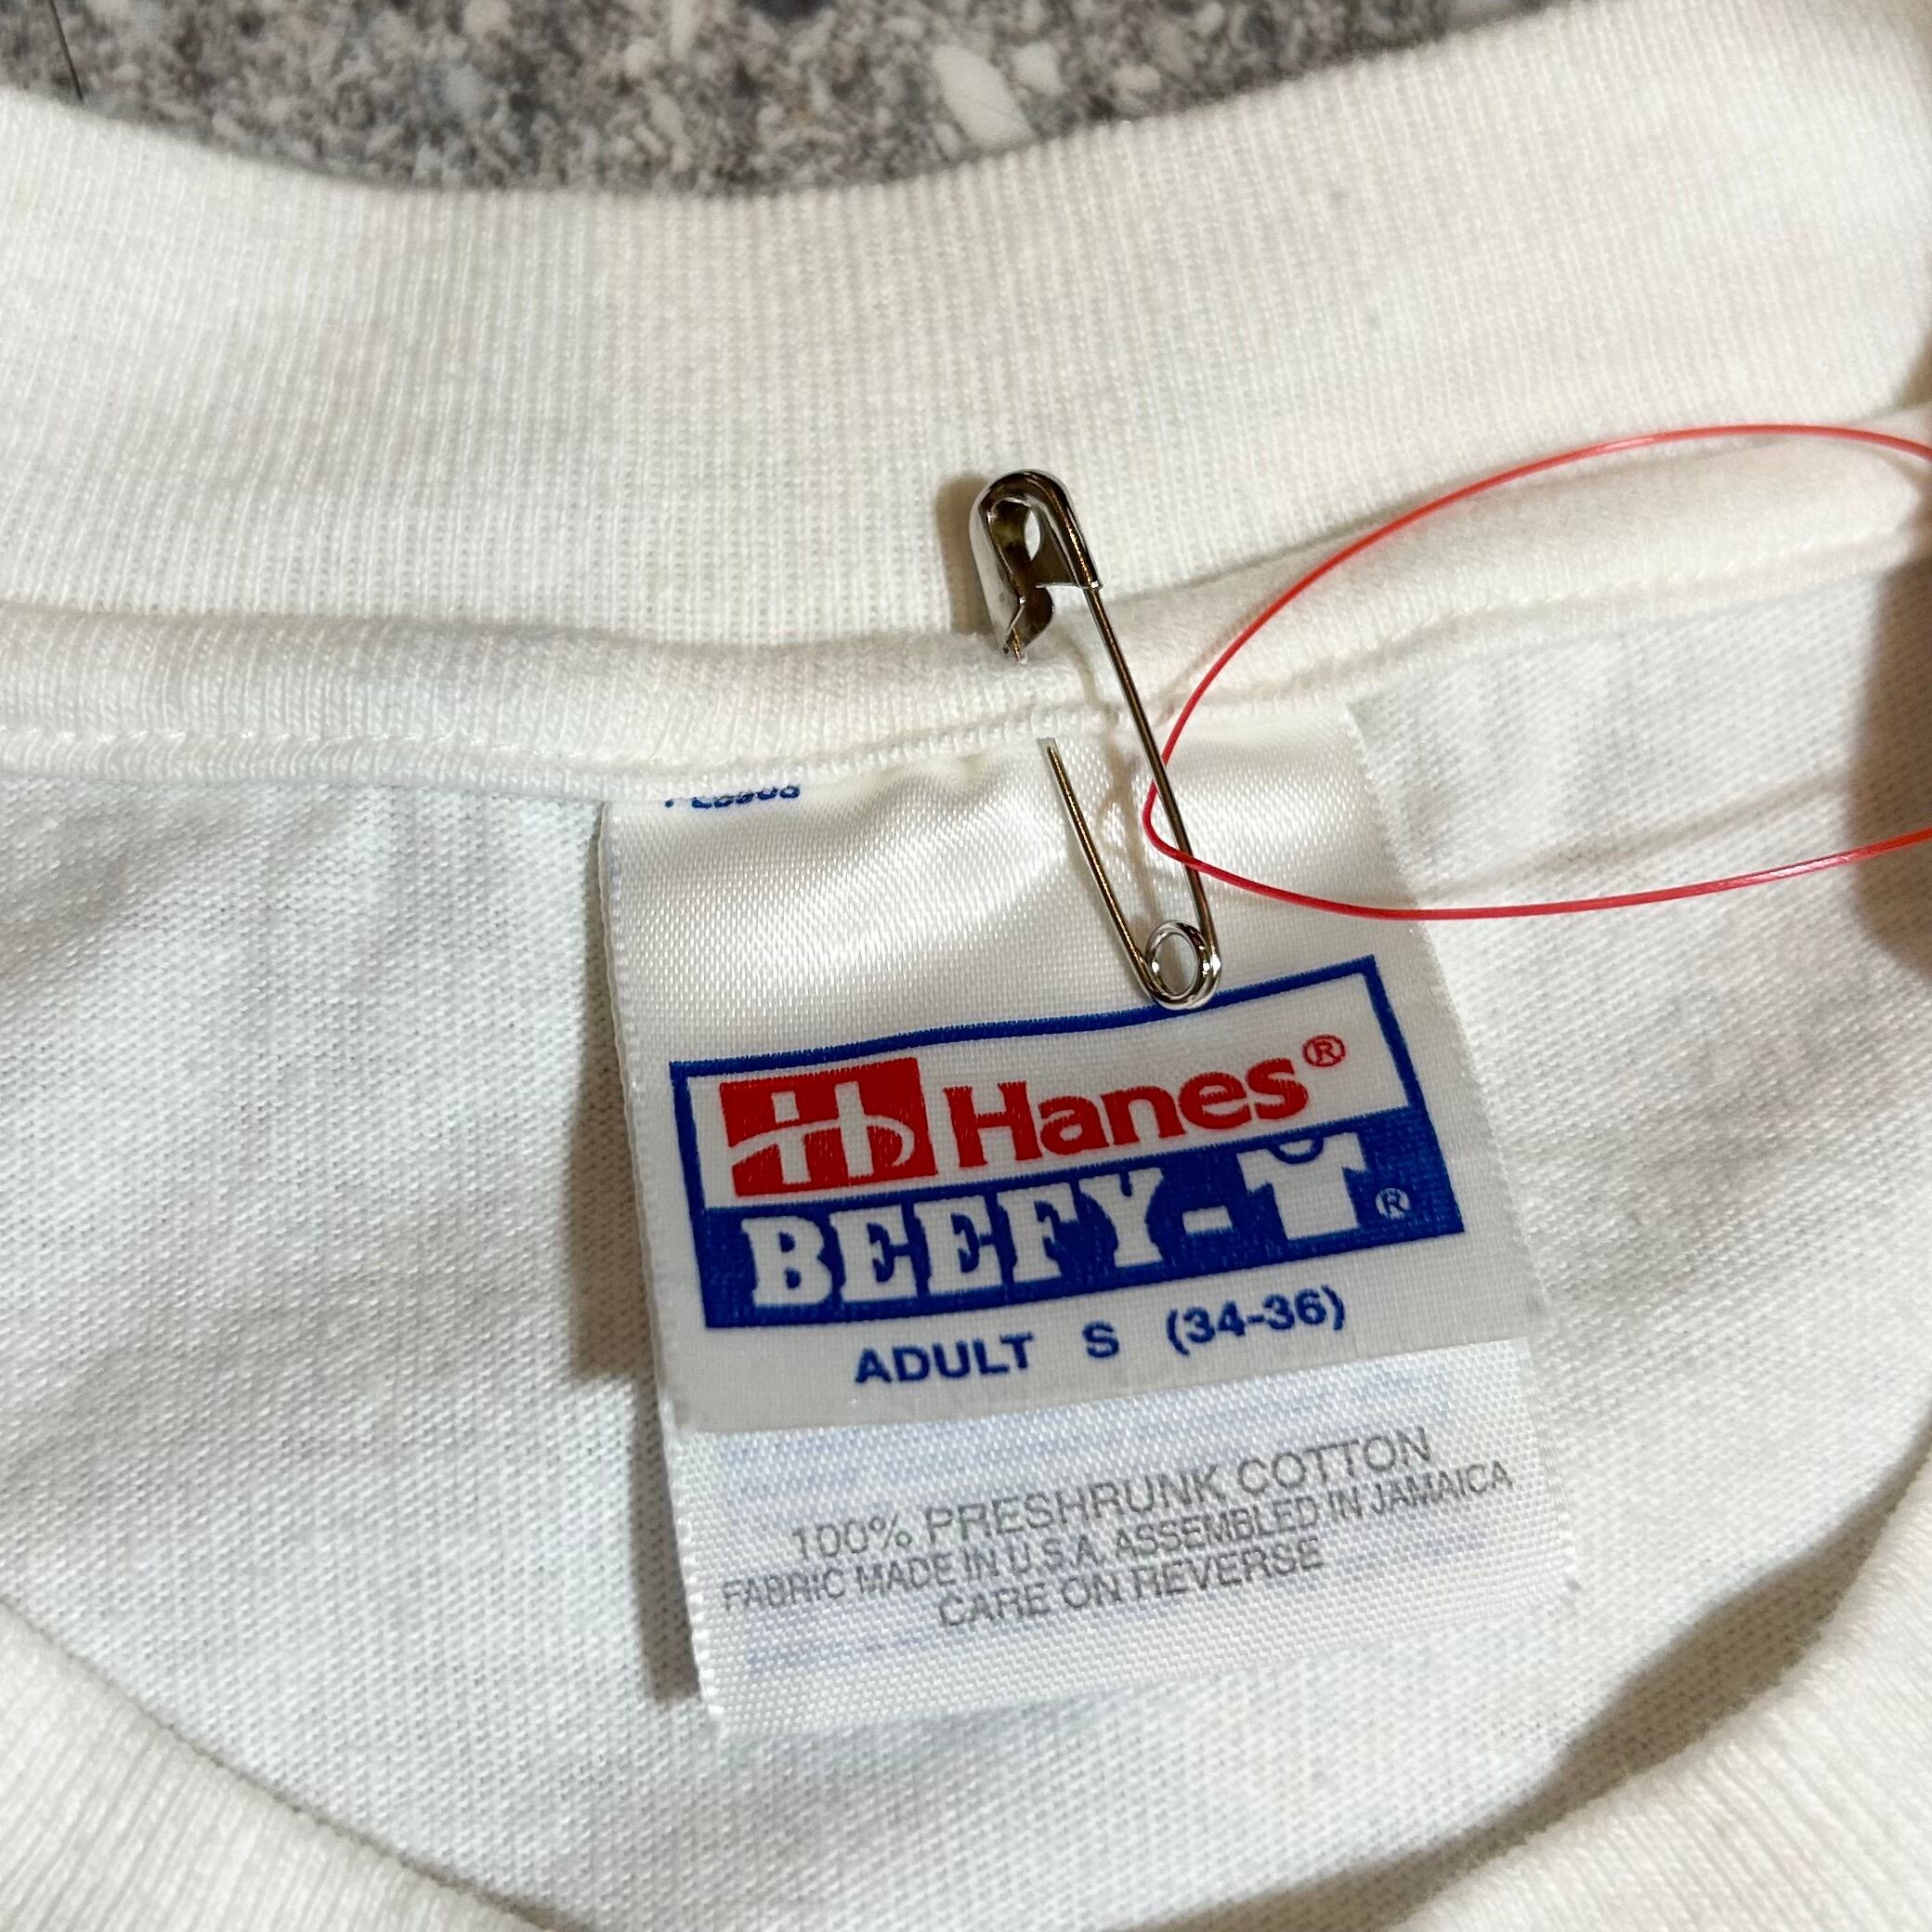 Hanes®
BEEFY-T®
ADULT S (34-36)
100% PRESHRUNK COTTON
FABRIC MADE IN U.S.A. ASSEMBLED IN JAMAICA
CARE ON REVERSE